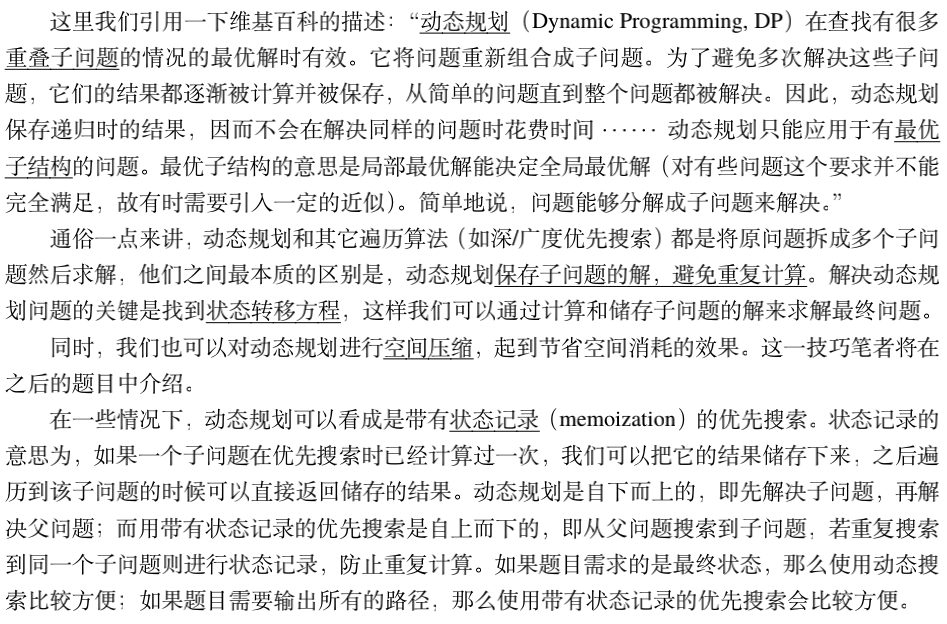 这里我们引用一下维基百科的描述：“动态规划（Dynamic Programming, DP）在查找有很多
重叠子问题的情况的最优解时有效。它将问题重新组合成子问题。为了避免多次解决这些子问
题，它们的结果都逐渐被计算并被保存，从简单的问题直到整个问题都被解决。因此，动态规划
保存递归时的结果，因而不会在解决同样的问题时花费时间 ······ 动态规划只能应用于有最优
子结构的问题。最优子结构的意思是局部最优解能决定全局最优解（对有些问题这个要求并不能
完全满足，故有时需要引入一定的近似）。简单地说，问题能够分解成子问题来解决。”
通俗一点来讲，动态规划和其它遍历算法（如深/广度优先搜索）都是将原问题拆成多个子问
题然后求解，他们之间最本质的区别是，动态规划保存子问题的解，避免重复计算。解决动态规
划问题的关键是找到状态转移方程，这样我们可以通过计算和储存子问题的解来求解最终问题。
同时，我们也可以对动态规划进行空间压缩，起到节省空间消耗的效果。这一技巧笔者将在
之后的题目中介绍。
在一些情况下，动态规划可以看成是带有状态记录（memoization）的优先搜索。状态记录的
意思为，如果一个子问题在优先搜索时已经计算过一次，我们可以把它的结果储存下来，之后遍
历到该子问题的时候可以直接返回储存的结果。动态规划是自下而上的，即先解决子问题，再解
决父问题；而用带有状态记录的优先搜索是自上而下的，即从父问题搜索到子问题，若重复搜索
到同一个子问题则进行状态记录，防止重复计算。如果题目需求的是最终状态，那么使用动态搜
索比较方便；如果题目需要输出所有的路径，那么使用带有状态记录的优先搜索会比较方便。